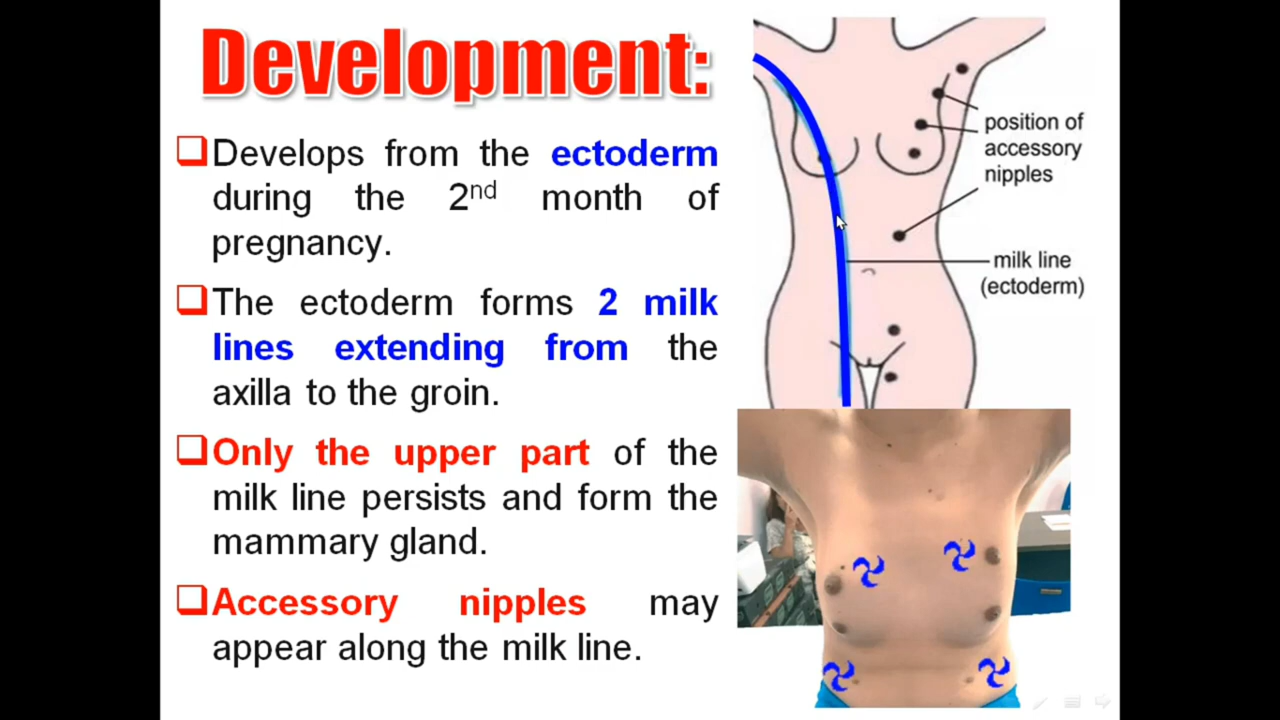 Development:
❑Develops from the ectoderm
during the 2nd month of
pregnancy.
❑The ectoderm forms 2 milk
lines extending from the
axilla to the groin.
❑Only the upper part of the
milk line persists and form the
mammary gland.
❑Accessory nipples may
appear along the milk line.
position of
accessory
nipples
milk line
(ectoderm)